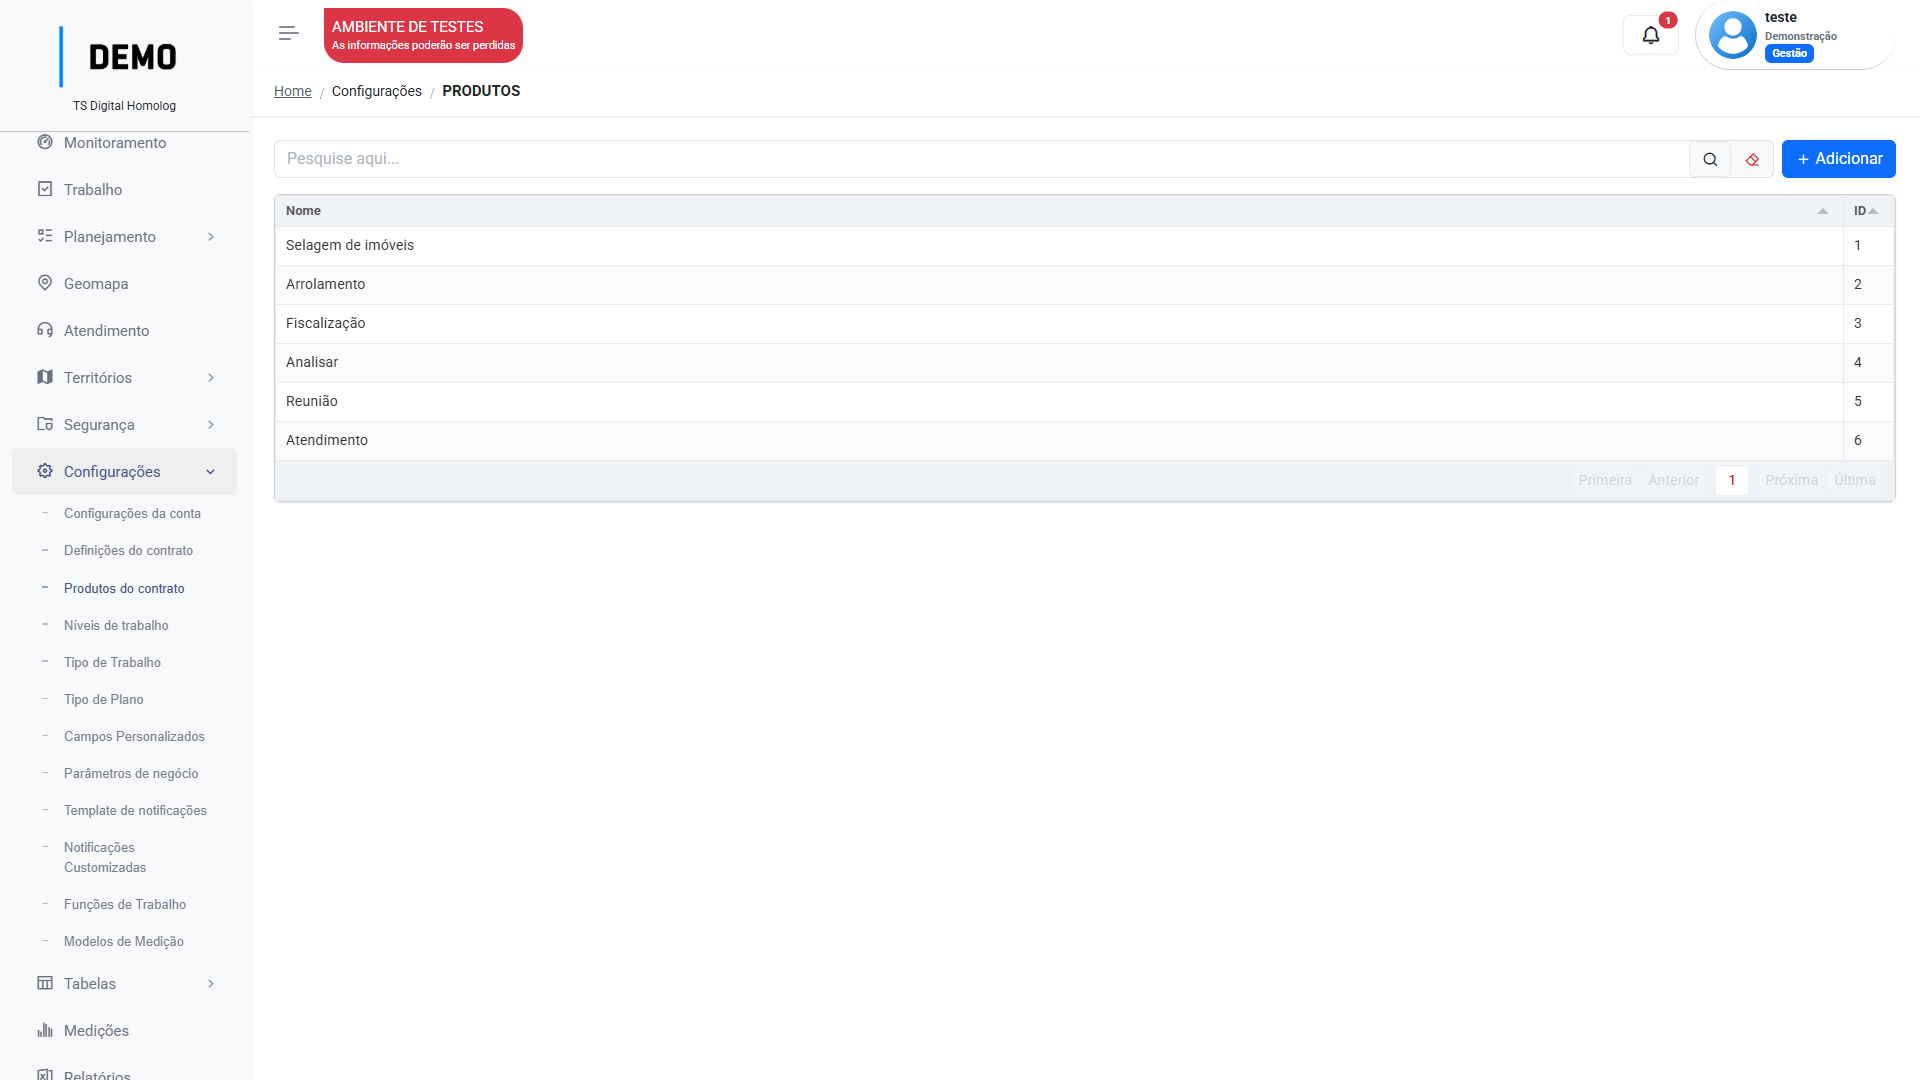 DEMO
TS Digital Homolog
Monitoramento
Trabalho
Planejamento
Geomapa
Atendimento
Territórios
Segurança
Configurações
Configurações da conta
Definições do contrato
Produtos do contrato
Níveis de trabalho
Tipo de Trabalho
Tipo de Plano
Campos Personalizados
Parâmetros de negócio
Template de notificações
Notificações
Customizadas
Funções de Trabalho
Modelos de Medição
Tabelas
Medições
Relatórios
AMBIENTE DE TESTES
As informações poderão ser perdidas
1
teste
Demonstração
Gestão
Home / Configurações / PRODUTOS
Pesquise aqui...
+ Adicionar
Nome ID
Selagem de imóveis 1
Arrolamento 2
Fiscalização 3
Analisar 4
Reunião 5
Atendimento 6
Primeira Anterior 1 Próxima Última